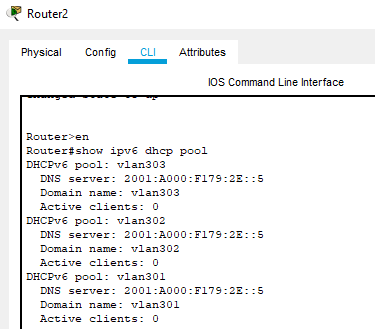 Router2
Physical Config CLI Attributes
IOS Command Line Interface
Router>en
Router#show ipv6 dhcp pool
DHCPv6 pool: vlan303
DNS server: 2001:A000:F179:2E::5
Domain name: vlan303
Active clients: 0
DHCPv6 pool: vlan302
DNS server: 2001:A000:F179:2E::5
Domain name: vlan302
Active clients: 0
DHCPv6 pool: vlan301
DNS server: 2001:A000:F179:2E::5
Domain name: vlan301
Active clients: 0